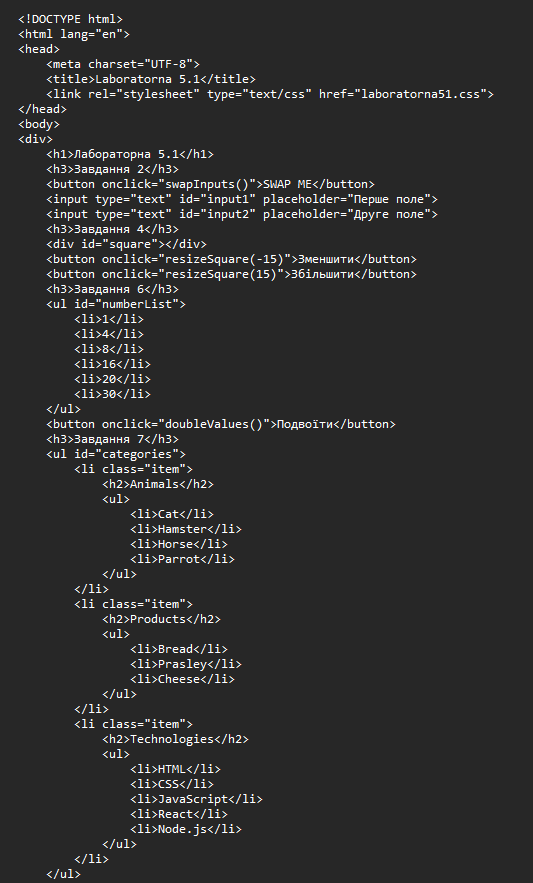 <!DOCTYPE html>
<html lang="en">
<head>
    <meta charset="UTF-8">
    <title>Laboratorna 5.1</title>
    <link rel="stylesheet" type="text/css" href="laboratorna51.css">
</head>
<body>
<div>
    <h1>Лабораторна 5.1</h1>
    <h3>Завдання 2</h3>
    <button onclick="swapInputs()">SWAP ME</button>
    <input type="text" id="input1" placeholder="Перше поле">
    <input type="text" id="input2" placeholder="Друге поле">
    <h3>Завдання 4</h3>
    <div id="square"></div>
    <button onclick="resizeSquare(-15)">Зменшити</button>
    <button onclick="resizeSquare(15)">Збільшити</button>
    <h3>Завдання 6</h3>
    <ul id="numberList">
        <li>1</li>
        <li>4</li>
        <li>8</li>
        <li>16</li>
        <li>20</li>
        <li>30</li>
    </ul>
    <button onclick="doubleValues()">Подвоїти</button>
    <h3>Завдання 7</h3>
    <ul id="categories">
        <li class="item">
            <h2>Animals</h2>
            <ul>
                <li>Cat</li>
                <li>Hamster</li>
                <li>Horse</li>
                <li>Parrot</li>
            </ul>
        </li>
        <li class="item">
            <h2>Products</h2>
            <ul>
                <li>Bread</li>
                <li>Prasley</li>
                <li>Cheese</li>
            </ul>
        </li>
        <li class="item">
            <h2>Technologies</h2>
            <ul>
                <li>HTML</li>
                <li>CSS</li>
                <li>JavaScript</li>
                <li>React</li>
                <li>Node.js</li>
            </ul>
        </li>
    </ul>